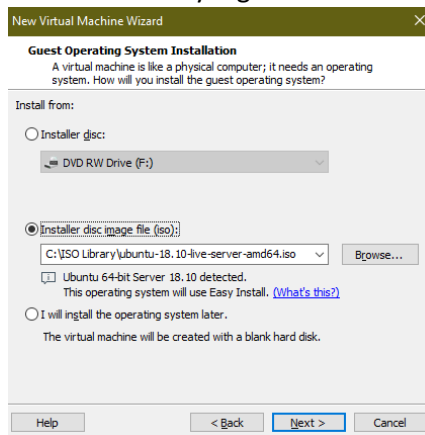 New Virtual Machine Wizard
Guest Operating System Installation
A virtual machine is like a physical computer; it needs an operating
system. How will you install the guest operating system?
Install from:
Installer disc:
DVD RW Drive (F:)
Installer disc image file (iso):
C:\ISO Library\ubuntu-18.10-live-server-amd64.iso
Browse...
Ubuntu 64-bit Server 18.10 detected.
This operating system will use Easy Install. (What's this?)
I will install the operating system later.
The virtual machine will be created with a blank hard disk.
Help < Back Next > Cancel